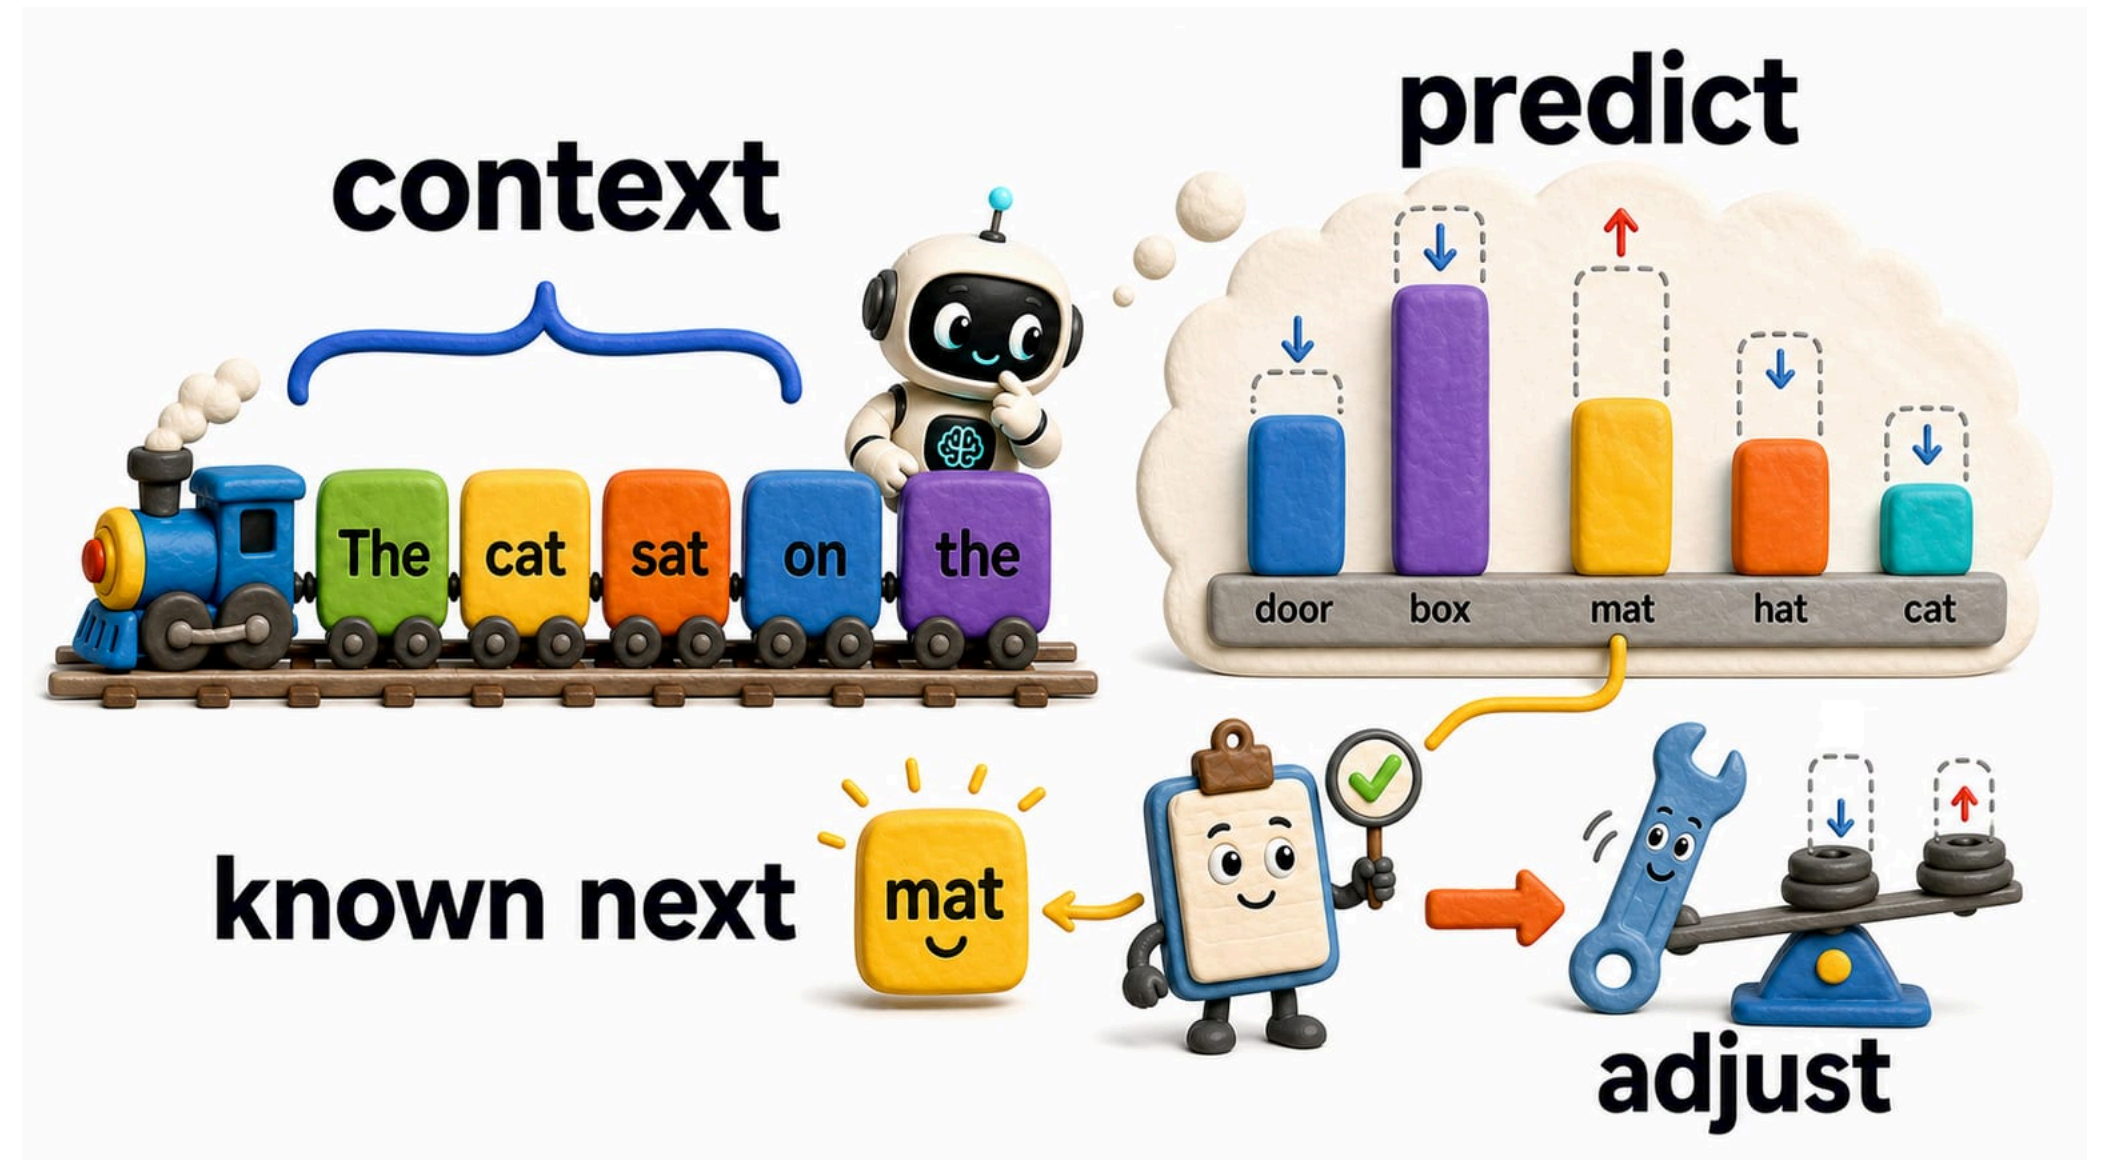 context
predict
The cat sat on the
door box mat hat cat
known next
mat
adjust